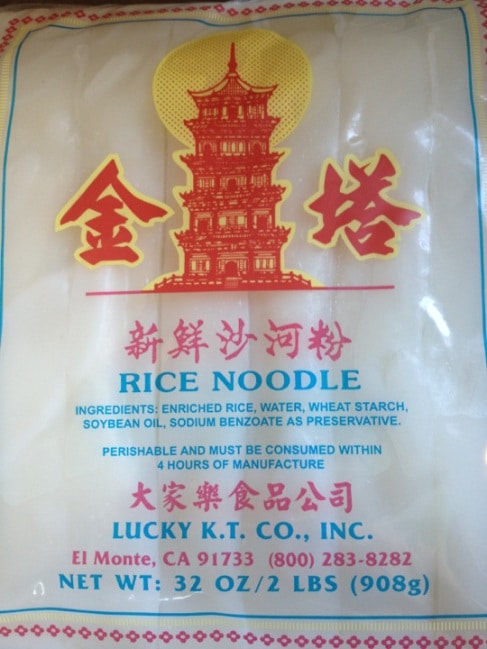 金塔
新鮮沙河粉
RICE NOODLE
INGREDIENTS: ENRICHED RICE, WATER, WHEAT STARCH,
SOYBEAN OIL, SODIUM BENZOATE AS PRESERVATIVE.
PERISHABLE AND MUST BE CONSUMED WITHIN
4 HOURS OF MANUFACTURE
大家樂食品公司
LUCKY K.T. CO., INC.
El Monte, CA 91733 (800) 283-8282
NET WT: 32 OZ/2 LBS (908g)